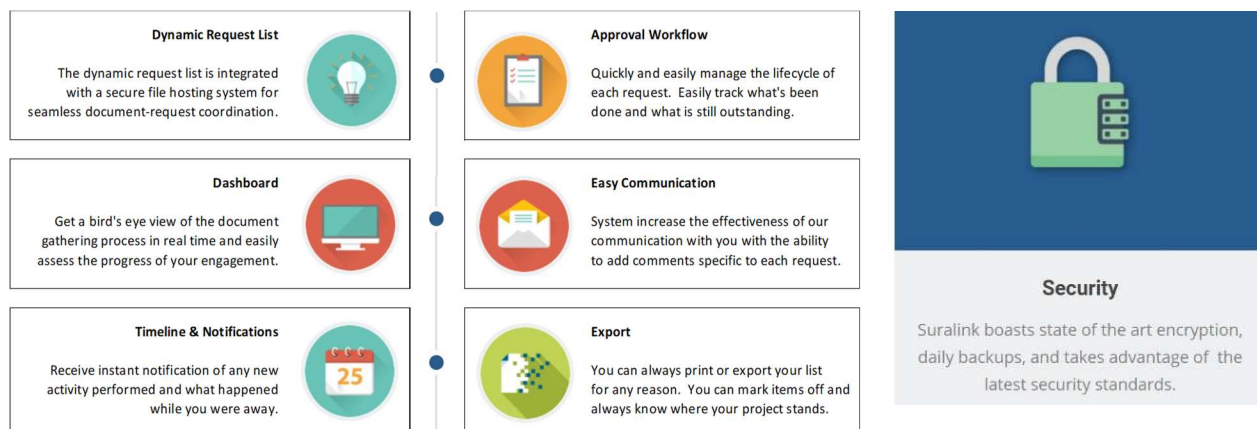 Dynamic Request List
The dynamic request list is integrated
with a secure file hosting system for
seamless document-request coordination.
Approval Workflow
Quickly and easily manage the lifecycle of
each request.  Easily track what's been
done and what is still outstanding.
Dashboard
Get a bird's eye view of the document
gathering process in real time and easily
assess the progress of your engagement.
Easy Communication
System increase the effectiveness of our
communication with you with the ability
to add comments specific to each request.
Timeline & Notifications
Receive instant notification of any new
activity performed and what happened
while you were away.
25
Export
You can always print or export your list
for any reason.  You can mark items off and
always know where your project stands.
Security
Suralink boasts state of the art encryption,
daily backups, and takes advantage of  the
latest security standards.